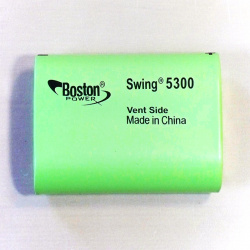 Boston
POWER
Swing® 5300
Vent Side
Made in China